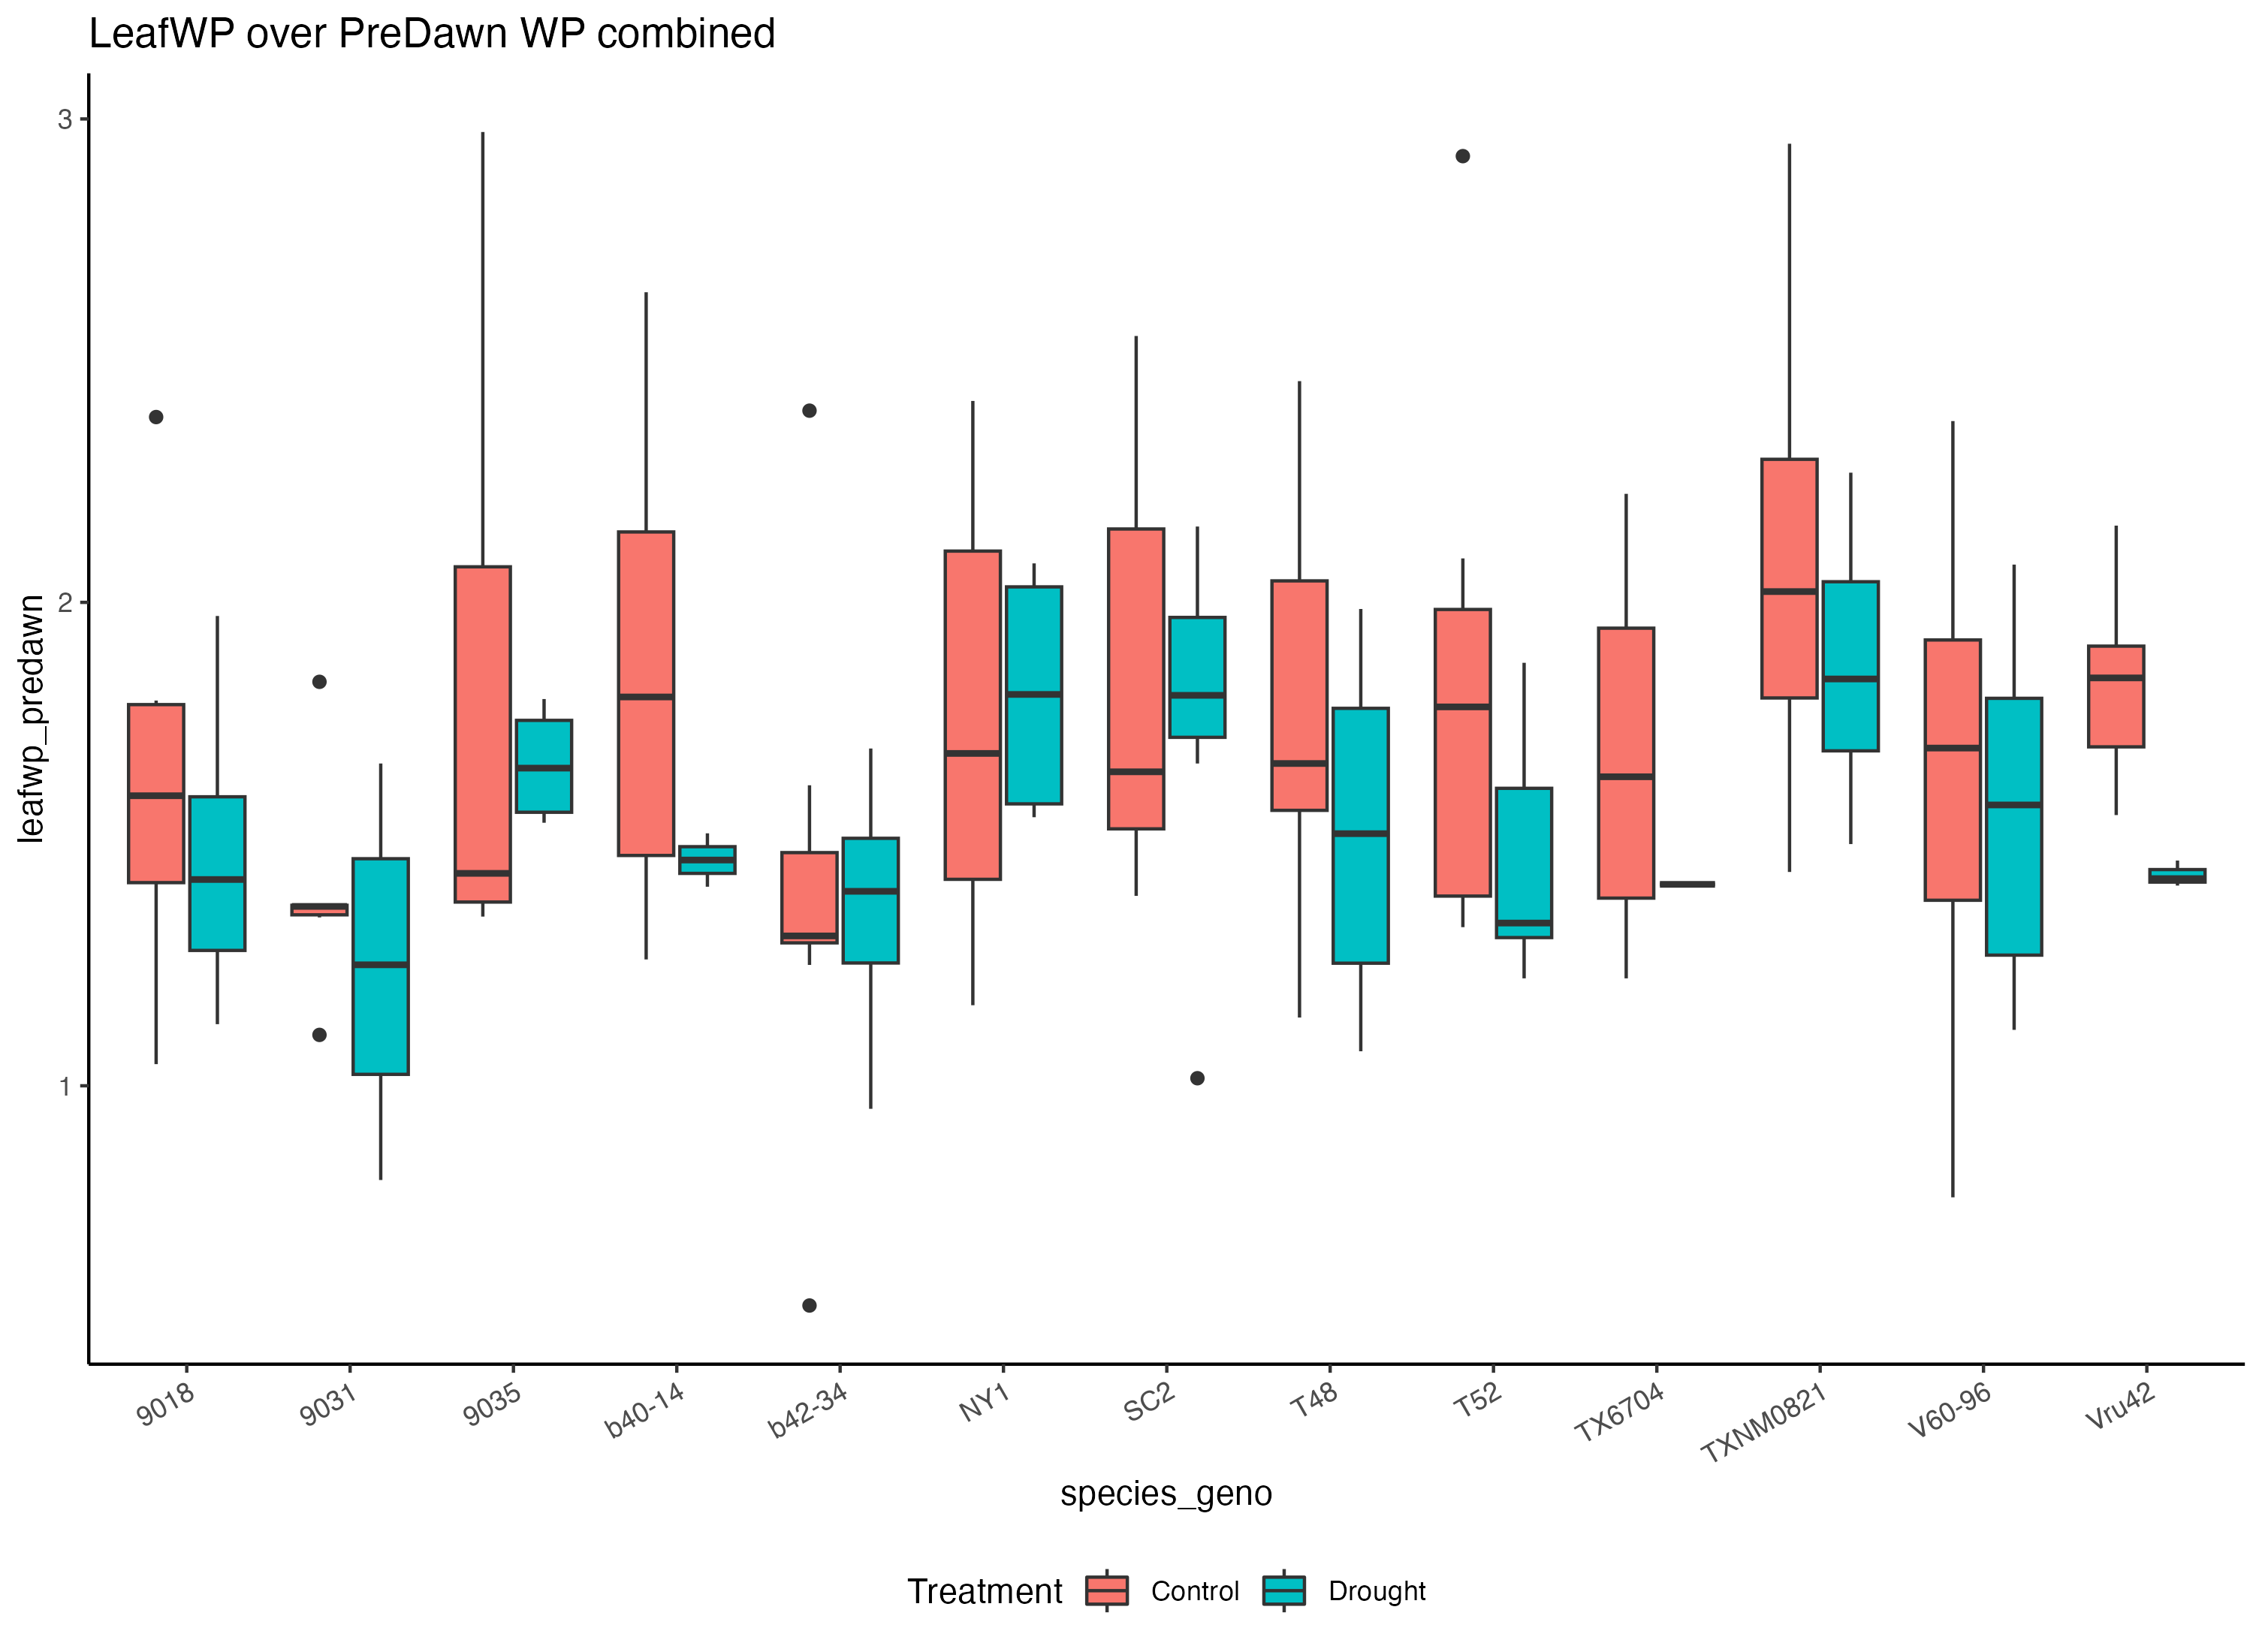 LeafWP over PreDawn WP combined
leafwp_predawn
3
2
1
9018
9031
9035
b40-14
b42-34
NY1
SC2
T48
T52
TX6704
TXNM0821
V60-96
Vru42
species_geno
Treatment Control Drought